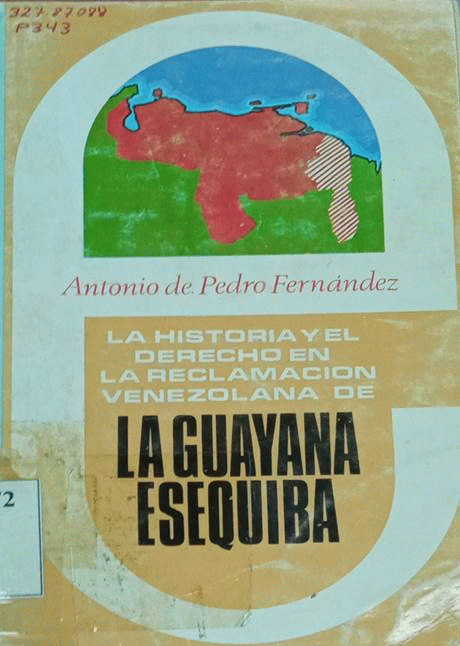 327.87088
P343
Antonio de Pedro Fernández
LA HISTORIA Y EL
DERECHO EN
LA RECLAMACION
VENEZOLANA DE
LA GUAYANA
ESEQUIBA